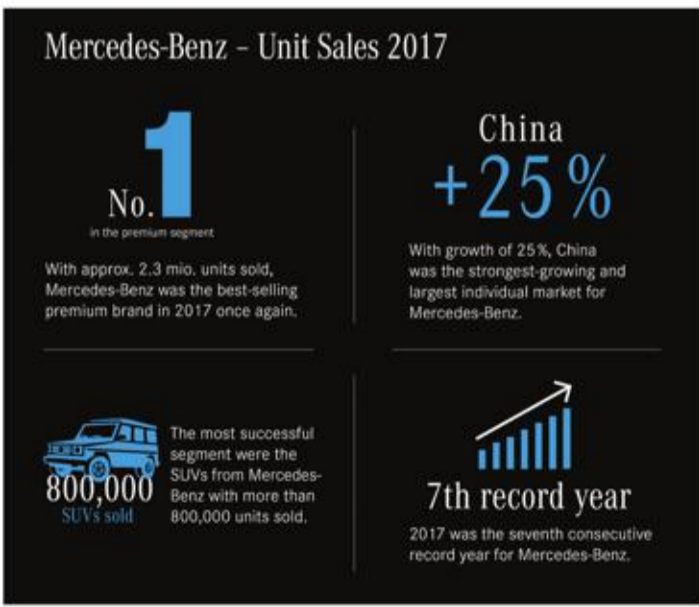 Mercedes-Benz – Unit Sales 2017
No. 1
in the premium segment
With approx. 2.3 mio. units sold,
Mercedes-Benz was the best-selling
premium brand in 2017 once again.
China
+25%
With growth of 25%, China
was the strongest-growing and
largest individual market for
Mercedes-Benz.
800,000
SUVs sold
The most successful
segment were the
SUVs from Mercedes-
Benz with more than
800,000 units sold.
7th record year
2017 was the seventh consecutive
record year for Mercedes-Benz.